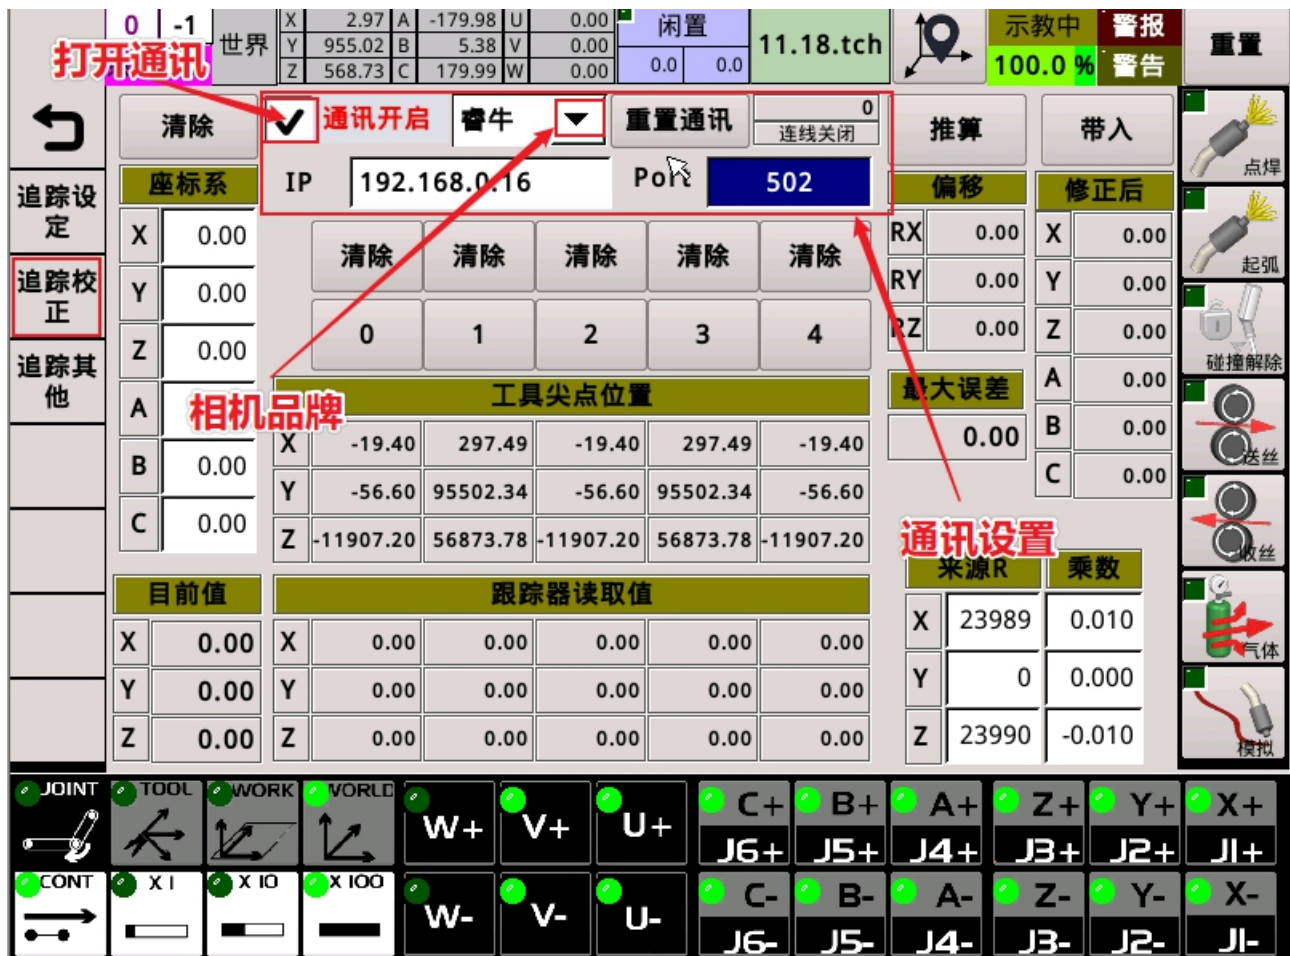 0 -1 世界 X 2.97 A -179.98 U 0.00 闲置 11.18.tch 示教中 警报 重置
Y 955.02 B 5.38 V 0.00
Z 568.73 C 179.99 W 0.00 0.0 0.0 100.0 % 警告
打开通讯
清除 通讯开启 睿牛 重置通讯 0 推算 带入
连线关闭
点焊
IP 192.168.0.16 Port 502
追踪设定
追踪校正
追踪其他
座标系
X 0.00
Y 0.00
Z 0.00
A
B 0.00
C 0.00
清除 清除 清除 清除 清除
0 1 2 3 4
偏移
RX 0.00
RY 0.00
RZ 0.00
最大误差
0.00
修正后
X 0.00
Y 0.00
Z 0.00
A 0.00
B 0.00
C 0.00
起弧
碰撞解除
送丝
收丝
气体
模拟
相机品牌
工具尖点位置
X -19.40 297.49 -19.40 297.49 -19.40
Y -56.60 95502.34 -56.60 95502.34 -56.60
Z -11907.20 56873.78 -11907.20 56873.78 -11907.20
通讯设置
目前值
X 0.00
Y 0.00
Z 0.00
跟踪器读取值
X 0.00 0.00 0.00 0.00 0.00
Y 0.00 0.00 0.00 0.00 0.00
Z 0.00 0.00 0.00 0.00 0.00
来源R 乘数
X 23989 0.010
Y 0 0.000
Z 23990 -0.010
JOINT TOOL WORK WORLD W+ V+ U+ C+ B+ A+ Z+ Y+ X+
J6+ J5+ J4+ J3+ J2+ J1+
CONT X 1 X 10 X 100 W- V- U- C- B- A- Z- Y- X-
J6- J5- J4- J3- J2- J1-